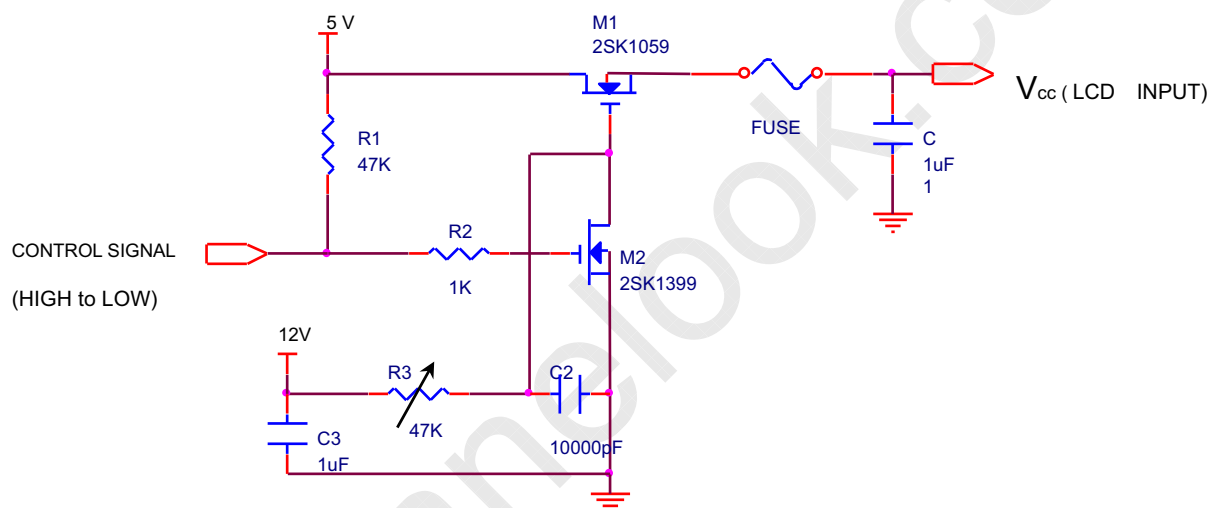 5 V
M1
2SK1059
Vcc ( LCD INPUT)
FUSE
R1
47K
C
1uF
1
CONTROL SIGNAL
(HIGH to LOW)
R2
1K
M2
2SK1399
12V
R3
47K
C2
10000pF
C3
1uF
nelook.c